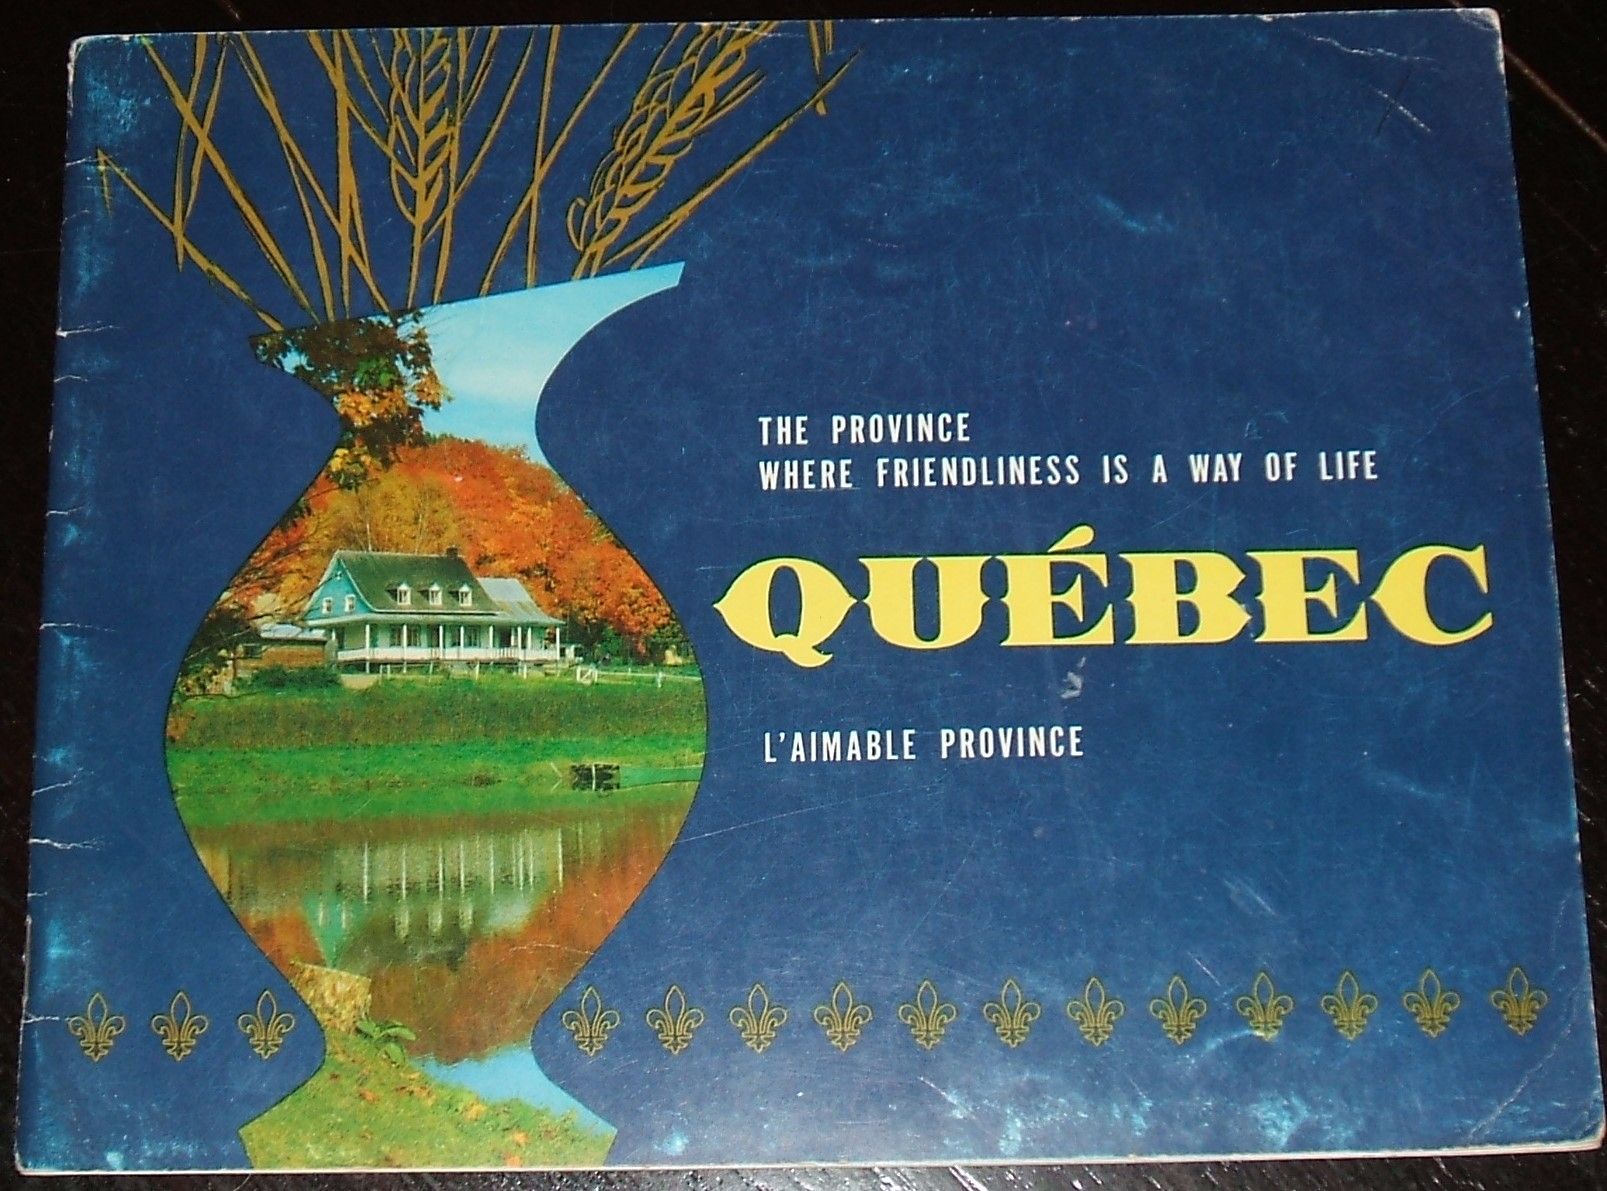 THE PROVINCE
WHERE FRIENDLINESS IS A WAY OF LIFE
QUÉBEC
L'AIMABLE PROVINCE